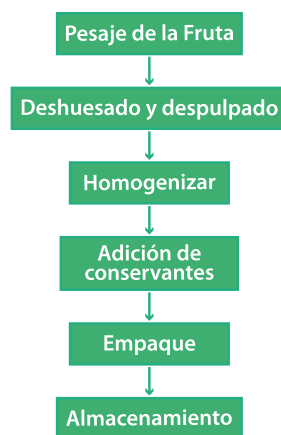 Pesaje de la Fruta
Deshuesado y despulpado
Homogenizar
Adición de
conservantes
Empaque
Almacenamiento